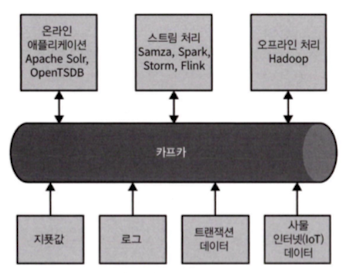 온라인
애플리케이션
Apache Solr,
OpenTSDB
스트림 처리
Samza, Spark,
Storm, Flink
오프라인 처리
Hadoop
카프카
지푯값
로그
트랜잭션
데이터
사물
인터넷(IoT)
데이터